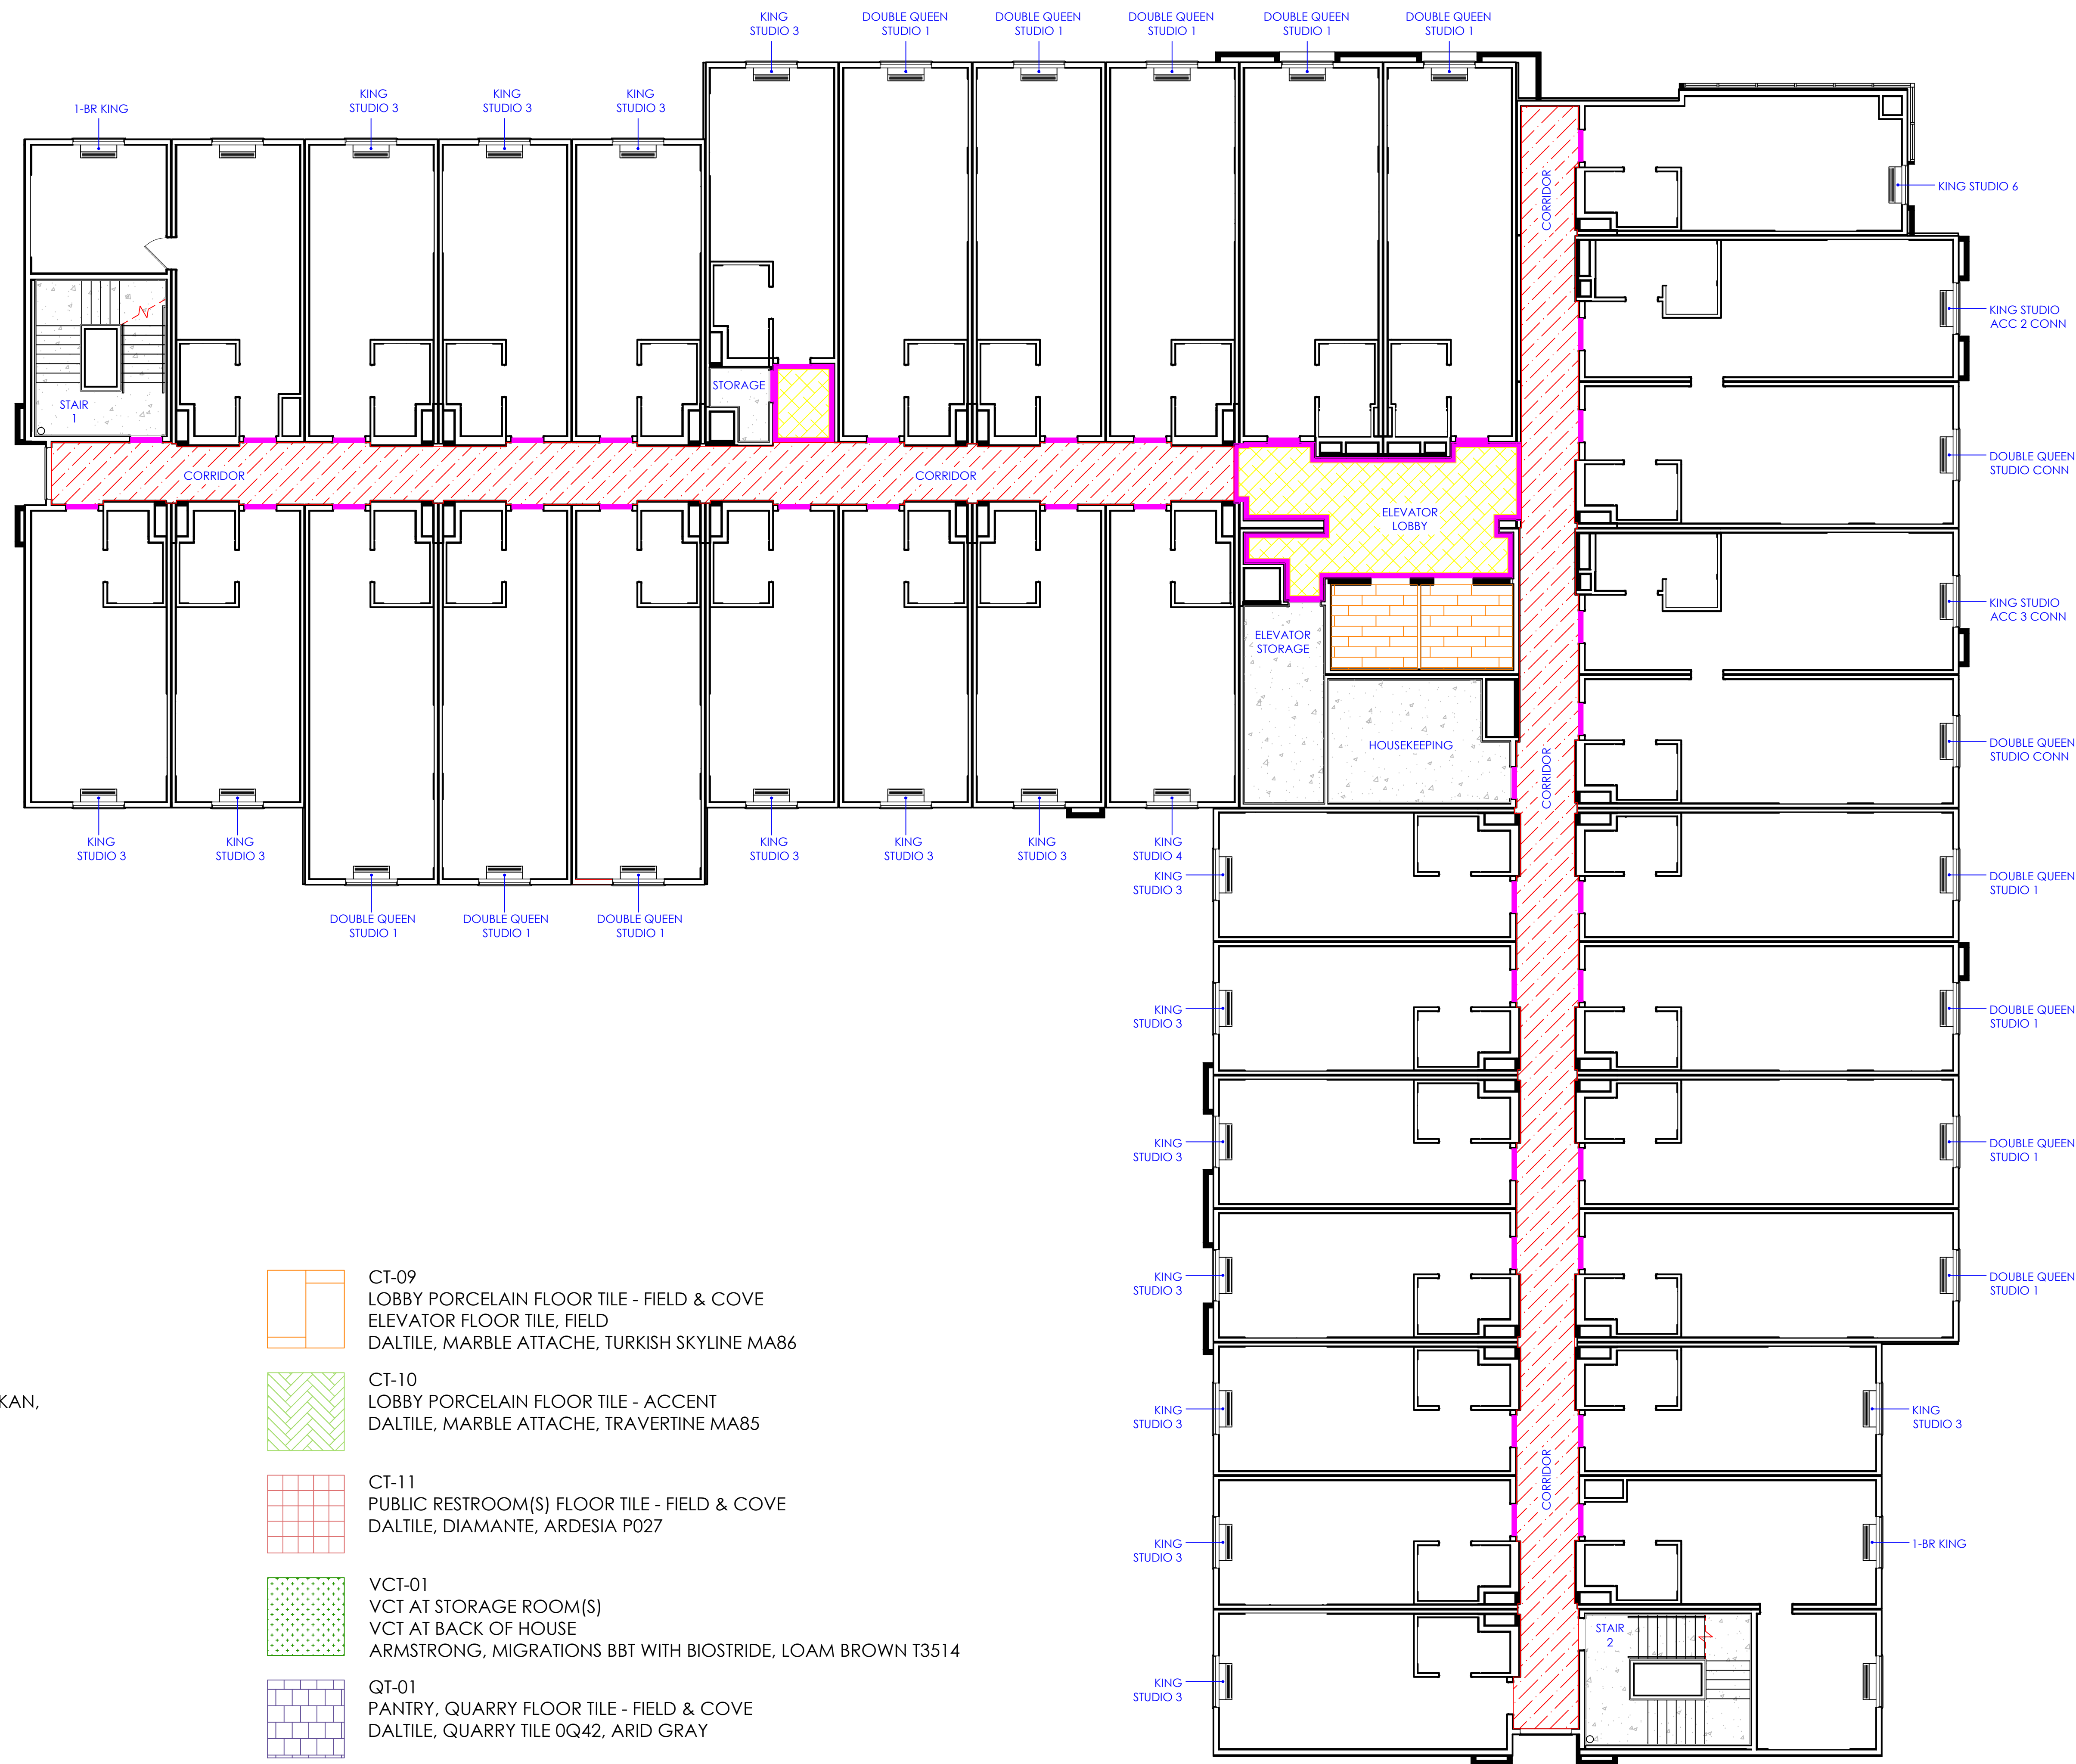 KING
STUDIO 3
DOUBLE QUEEN
STUDIO 1
DOUBLE QUEEN
STUDIO 1
DOUBLE QUEEN
STUDIO 1
DOUBLE QUEEN
STUDIO 1
DOUBLE QUEEN
STUDIO 1
1-BR KING
KING
STUDIO 3
KING
STUDIO 3
KING
STUDIO 3
CORRIDOR
KING STUDIO 6
KING STUDIO
ACC 2 CONN
STORAGE
STAIR
1
CORRIDOR
CORRIDOR
ELEVATOR
LOBBY
DOUBLE QUEEN
STUDIO CONN
KING STUDIO
ACC 3 CONN
ELEVATOR
STORAGE
HOUSEKEEPING
CORRIDOR
DOUBLE QUEEN
STUDIO CONN
KING
STUDIO 3
KING
STUDIO 3
KING
STUDIO 3
KING
STUDIO 3
KING
STUDIO 3
KING
STUDIO 4
DOUBLE QUEEN
STUDIO 1
DOUBLE QUEEN
STUDIO 1
DOUBLE QUEEN
STUDIO 1
KING
STUDIO 3
DOUBLE QUEEN
STUDIO 1
KING
STUDIO 3
DOUBLE QUEEN
STUDIO 1
KING
STUDIO 3
DOUBLE QUEEN
STUDIO 1
KING
STUDIO 3
DOUBLE QUEEN
STUDIO 1
KING
STUDIO 3
KING
STUDIO 3
CORRIDOR
KING
STUDIO 3
1-BR KING
STAIR
2
KING
STUDIO 3
KAN,
CT-09
LOBBY PORCELAIN FLOOR TILE - FIELD & COVE
ELEVATOR FLOOR TILE, FIELD
DALTILE, MARBLE ATTACHE, TURKISH SKYLINE MA86
CT-10
LOBBY PORCELAIN FLOOR TILE - ACCENT
DALTILE, MARBLE ATTACHE, TRAVERTINE MA85
CT-11
PUBLIC RESTROOM(S) FLOOR TILE - FIELD & COVE
DALTILE, DIAMANTE, ARDESIA P027
VCT-01
VCT AT STORAGE ROOM(S)
VCT AT BACK OF HOUSE
ARMSTRONG, MIGRATIONS BBT WITH BIOSTRIDE, LOAM BROWN T3514
QT-01
PANTRY, QUARRY FLOOR TILE - FIELD & COVE
DALTILE, QUARRY TILE 0Q42, ARID GRAY